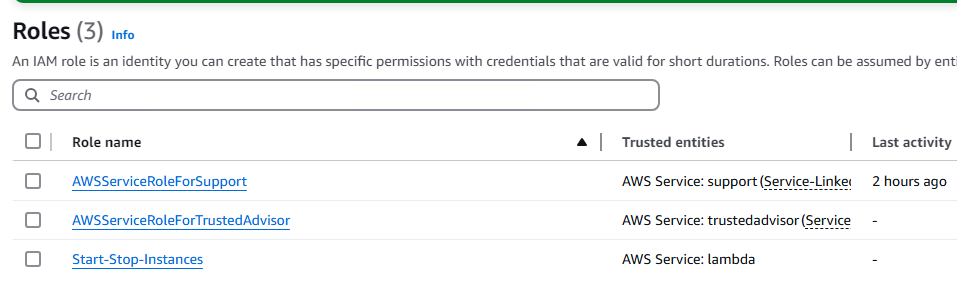 Roles (3) Info
An IAM role is an identity you can create that has specific permissions with credentials that are valid for short durations. Roles can be assumed by enti
Search
Role name Trusted entities Last activity
AWSServiceRoleForSupport AWS Service: support (Service-Linke 2 hours ago
AWSServiceRoleForTrustedAdvisor AWS Service: trustedadvisor (Service -
Start-Stop-Instances AWS Service: lambda -